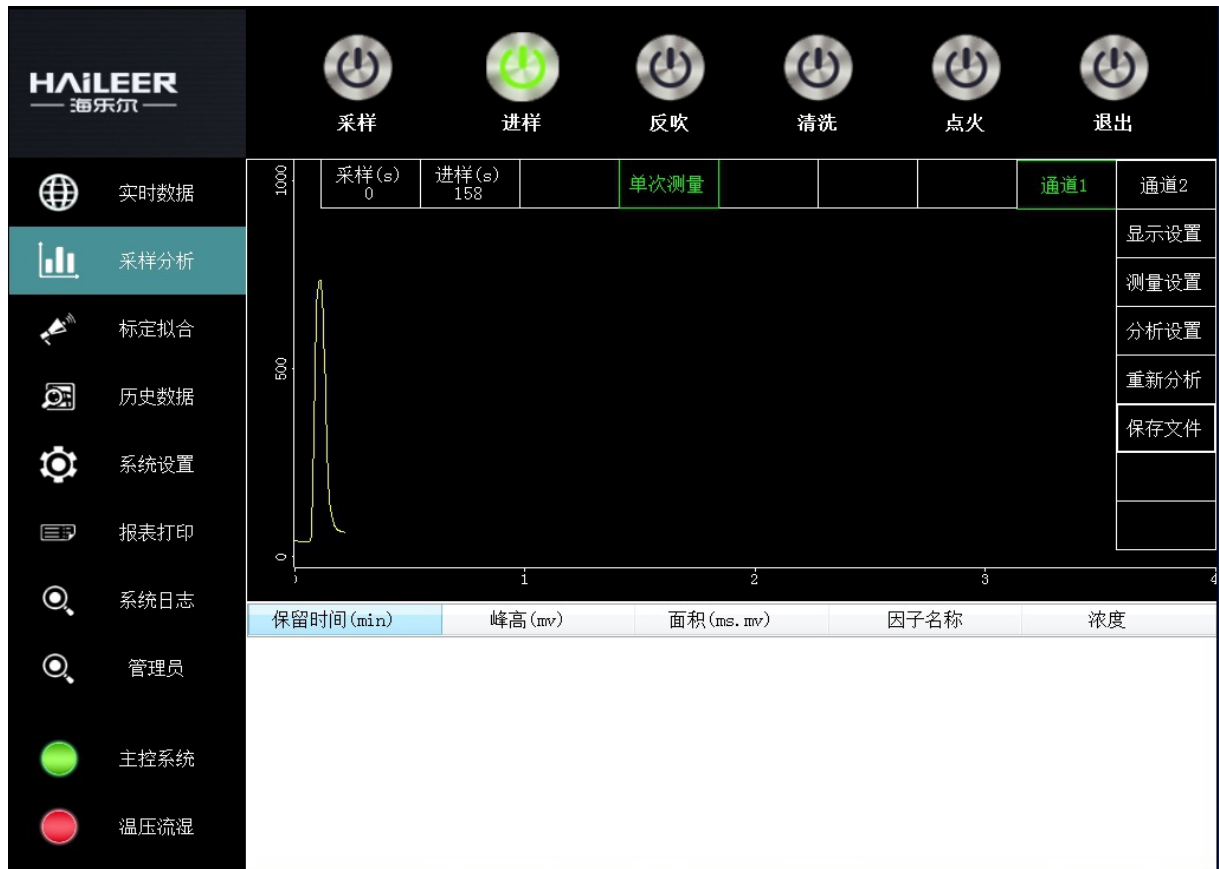 HAiLEER
海乐尔
采样
进样
反吹
清洗
点火
退出
实时数据
采样分析
标定拟合
历史数据
系统设置
报表打印
系统日志
管理员
主控系统
温压流湿
采样(s)
0
进样(s)
158
单次测量
通道1
通道2
显示设置
测量设置
分析设置
重新分析
保存文件
1000
500
0
0
1
2
3
4
保留时间(min)
峰高(mv)
面积(ms.mv)
因子名称
浓度